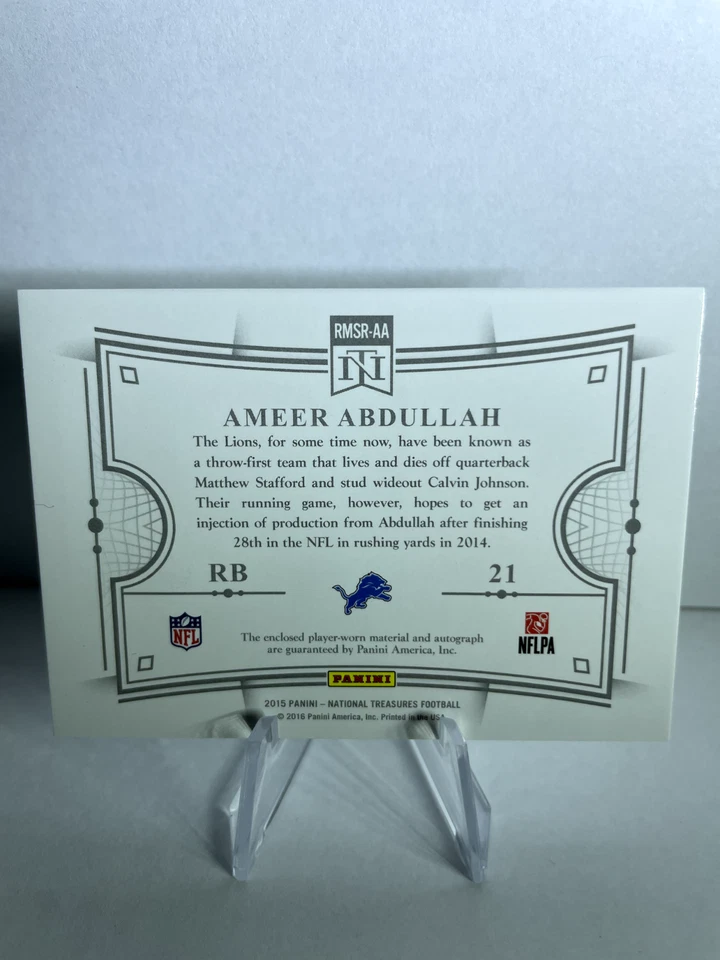 RMSR-AA
NT
AMEER ABDULLAH
The Lions, for some time now, have been known as
a throw-first team that lives and dies off quarterback
Matthew Stafford and stud wideout Calvin Johnson.
Their running game, however, hopes to get an
injection of production from Abdullah after finishing
28th in the NFL in rushing yards in 2014.
RB
21
NFL
The enclosed player-worn material and autograph
are guaranteed by Panini America, Inc.
NFLPA
PANINI
2015 PANINI – NATIONAL TREASURES FOOTBALL
© 2016 Panini America, Inc. Printed in the USA